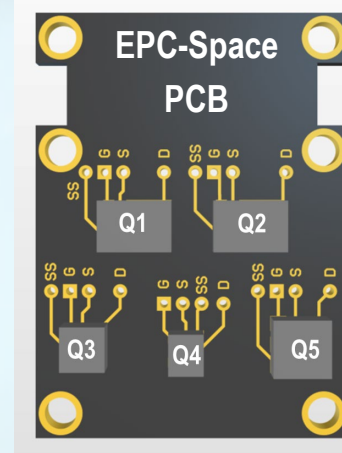 EPC-Space
PCB
G S D SS G S D
SS
Q1 Q2
SS G S D G S SS D SS G S D
Q3 Q4 Q5